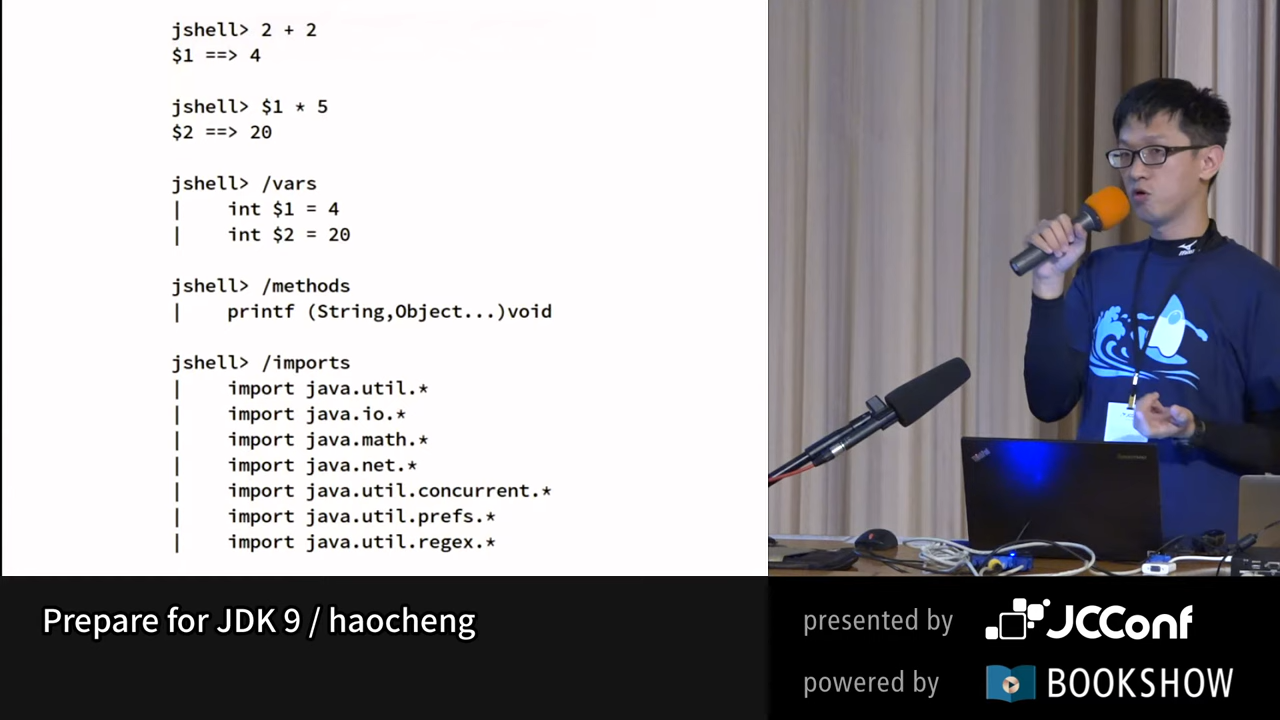 jshell> 2 + 2
$1 ==> 4
jshell> $1 * 5
$2 ==> 20
jshell> /vars
|    int $1 = 4
|    int $2 = 20
jshell> /methods
|    printf (String,Object...)void
jshell> /imports
|    import java.util.*
|    import java.io.*
|    import java.math.*
|    import java.net.*
|    import java.util.concurrent.*
|    import java.util.prefs.*
|    import java.util.regex.*
Prepare for JDK 9 / haocheng
presented by JCConf
powered by BOOKSHOW